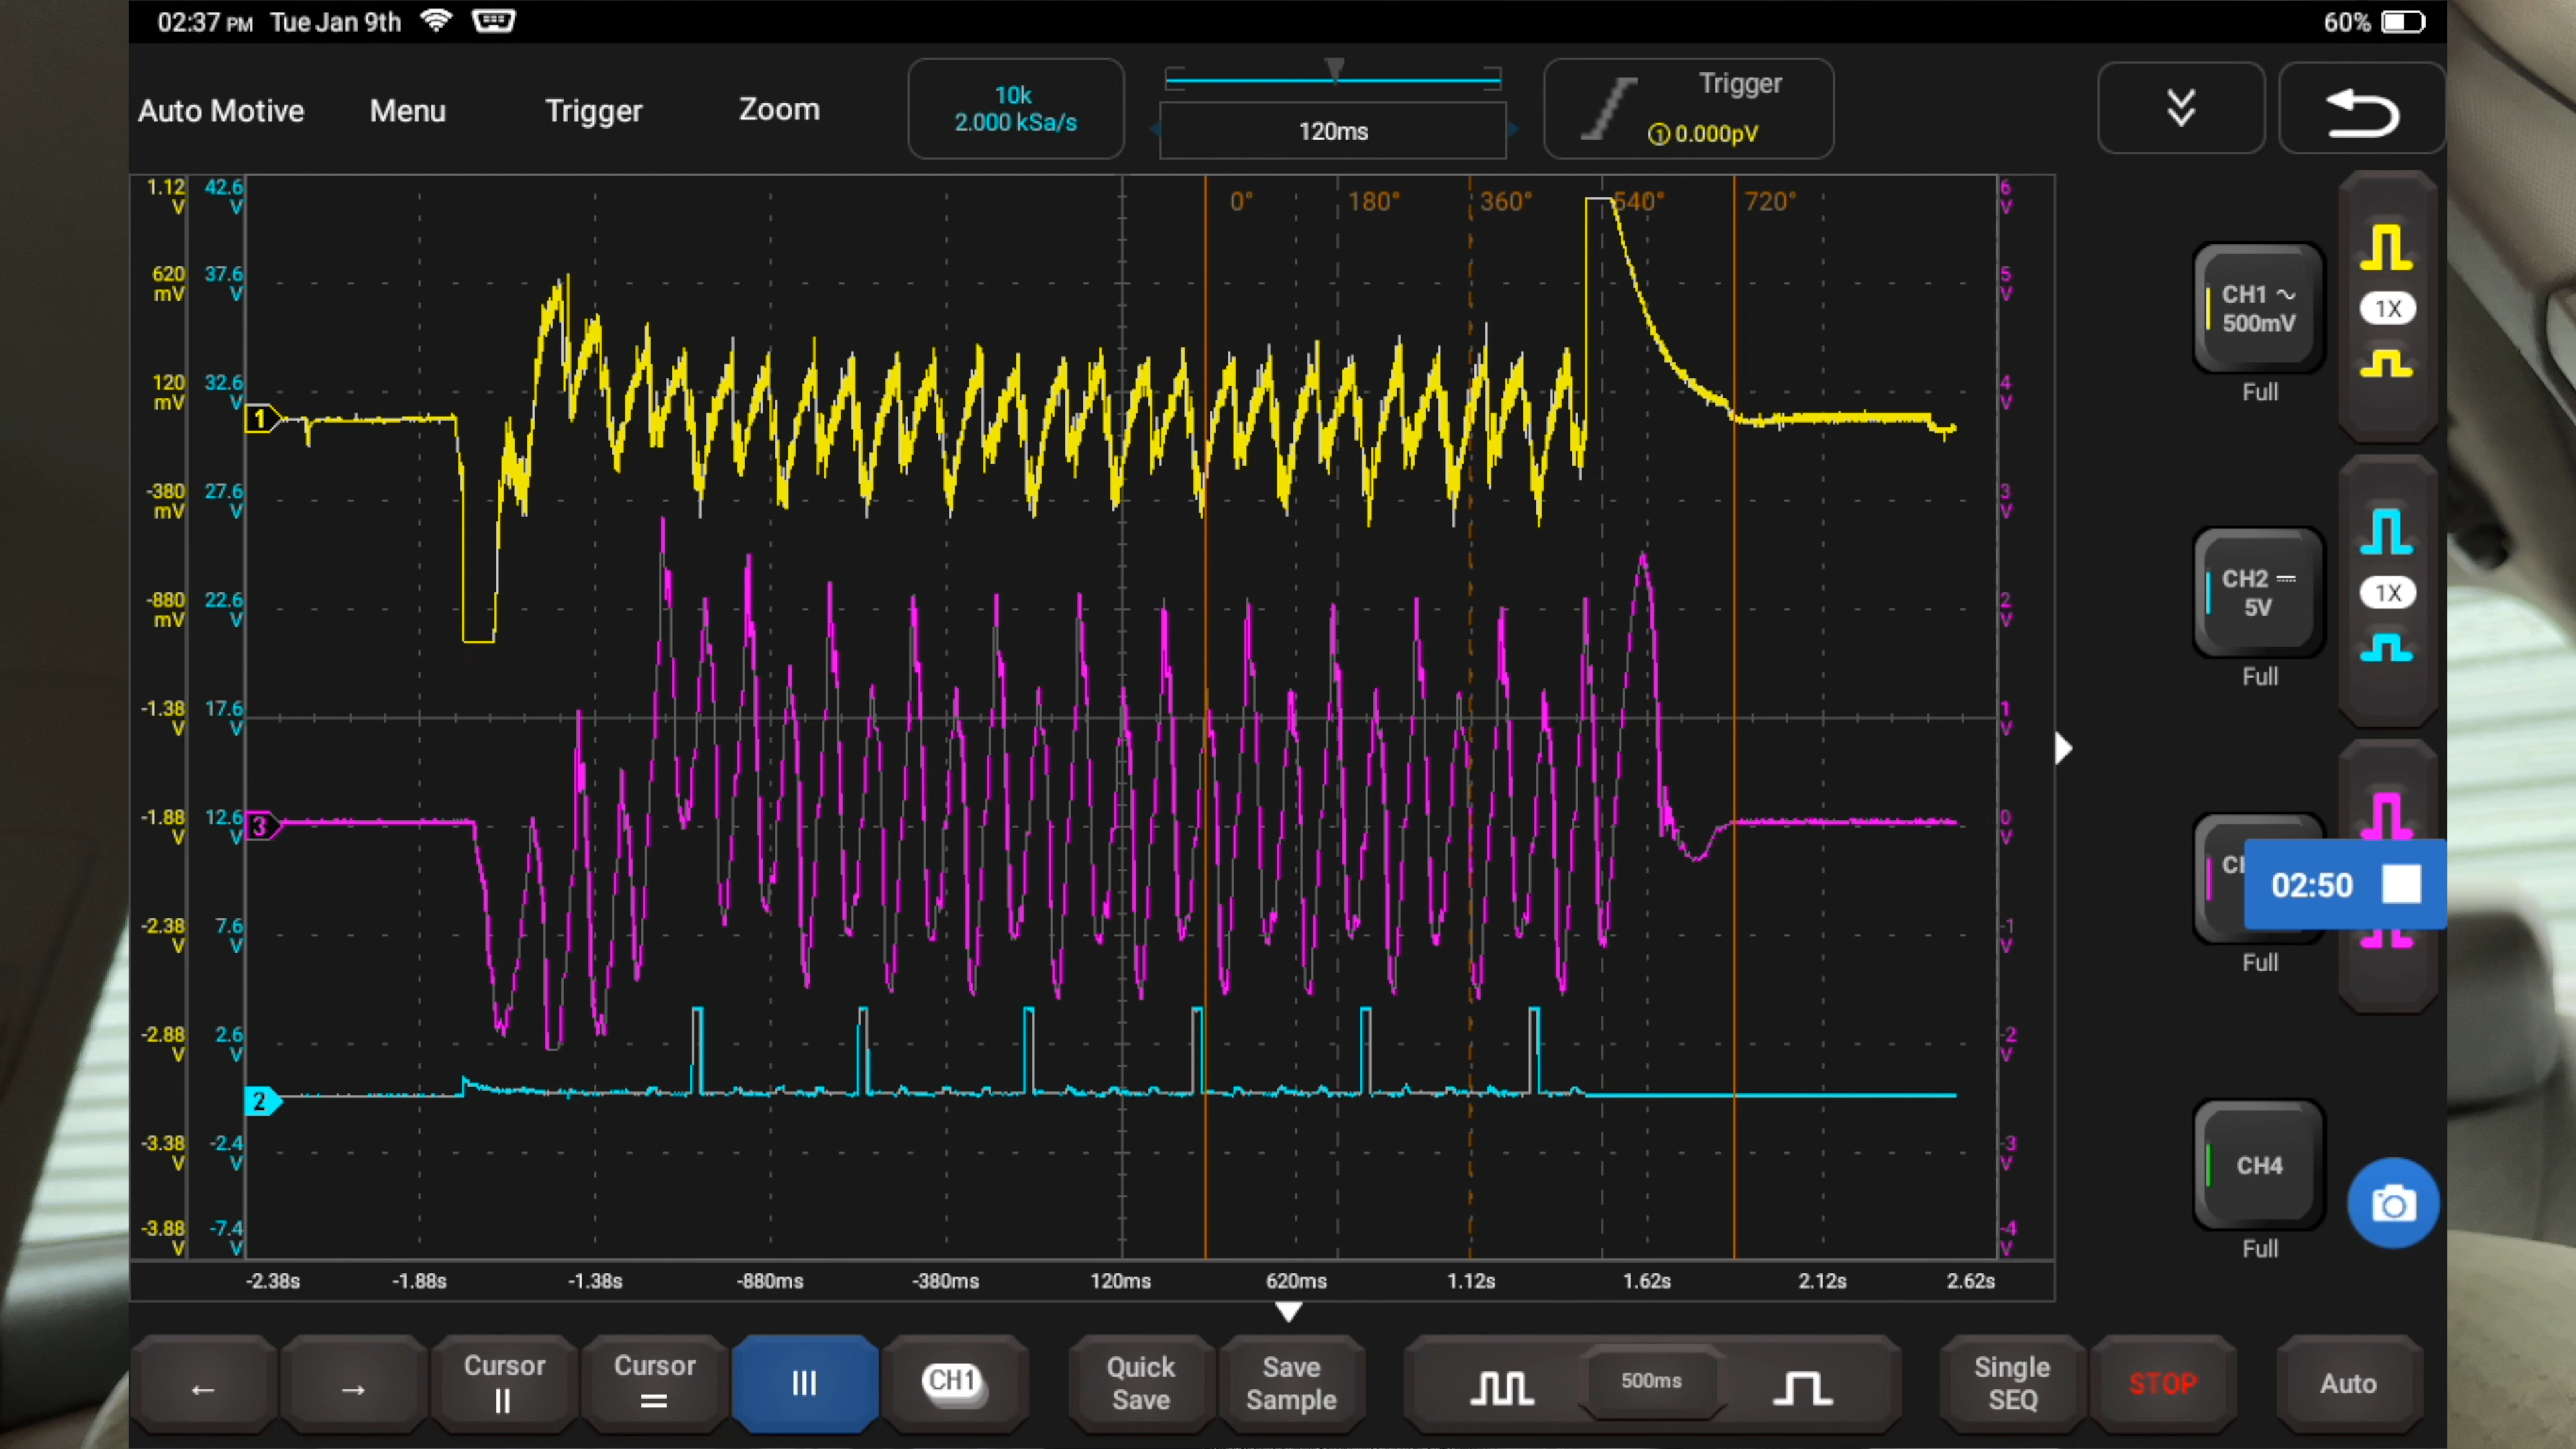 02:37 PM Tue Jan 9th
60%
Auto Motive Menu Trigger Zoom
10k
2.000 kSa/s
120ms
Trigger
① 0.000pV
1.12 V 42.6 V
620 mV 37.6 V
120 mV 32.6 V
-380 mV 27.6 V
-880 mV 22.6 V
-1.38 V 17.6 V
-1.88 V 12.6 V
-2.38 V 7.6 V
-2.88 V 2.6 V
-3.38 V -2.4 V
-3.88 V -7.4 V
0° 180° 360° 540° 720°
1
3
2
6 V
5 V
4 V
3 V
2 V
1 V
0 V
-1 V
-2 V
-3 V
-4 V
-2.38s -1.88s -1.38s -880ms -380ms 120ms 620ms 1.12s 1.62s 2.12s 2.62s
CH1
500mV
Full
1X
CH2
5V
Full
1X
02:50
Full
CH4
Full
← → Cursor Cursor CH1
Quick
Save
Save
Sample
500ms
Single
SEQ
STOP
Auto